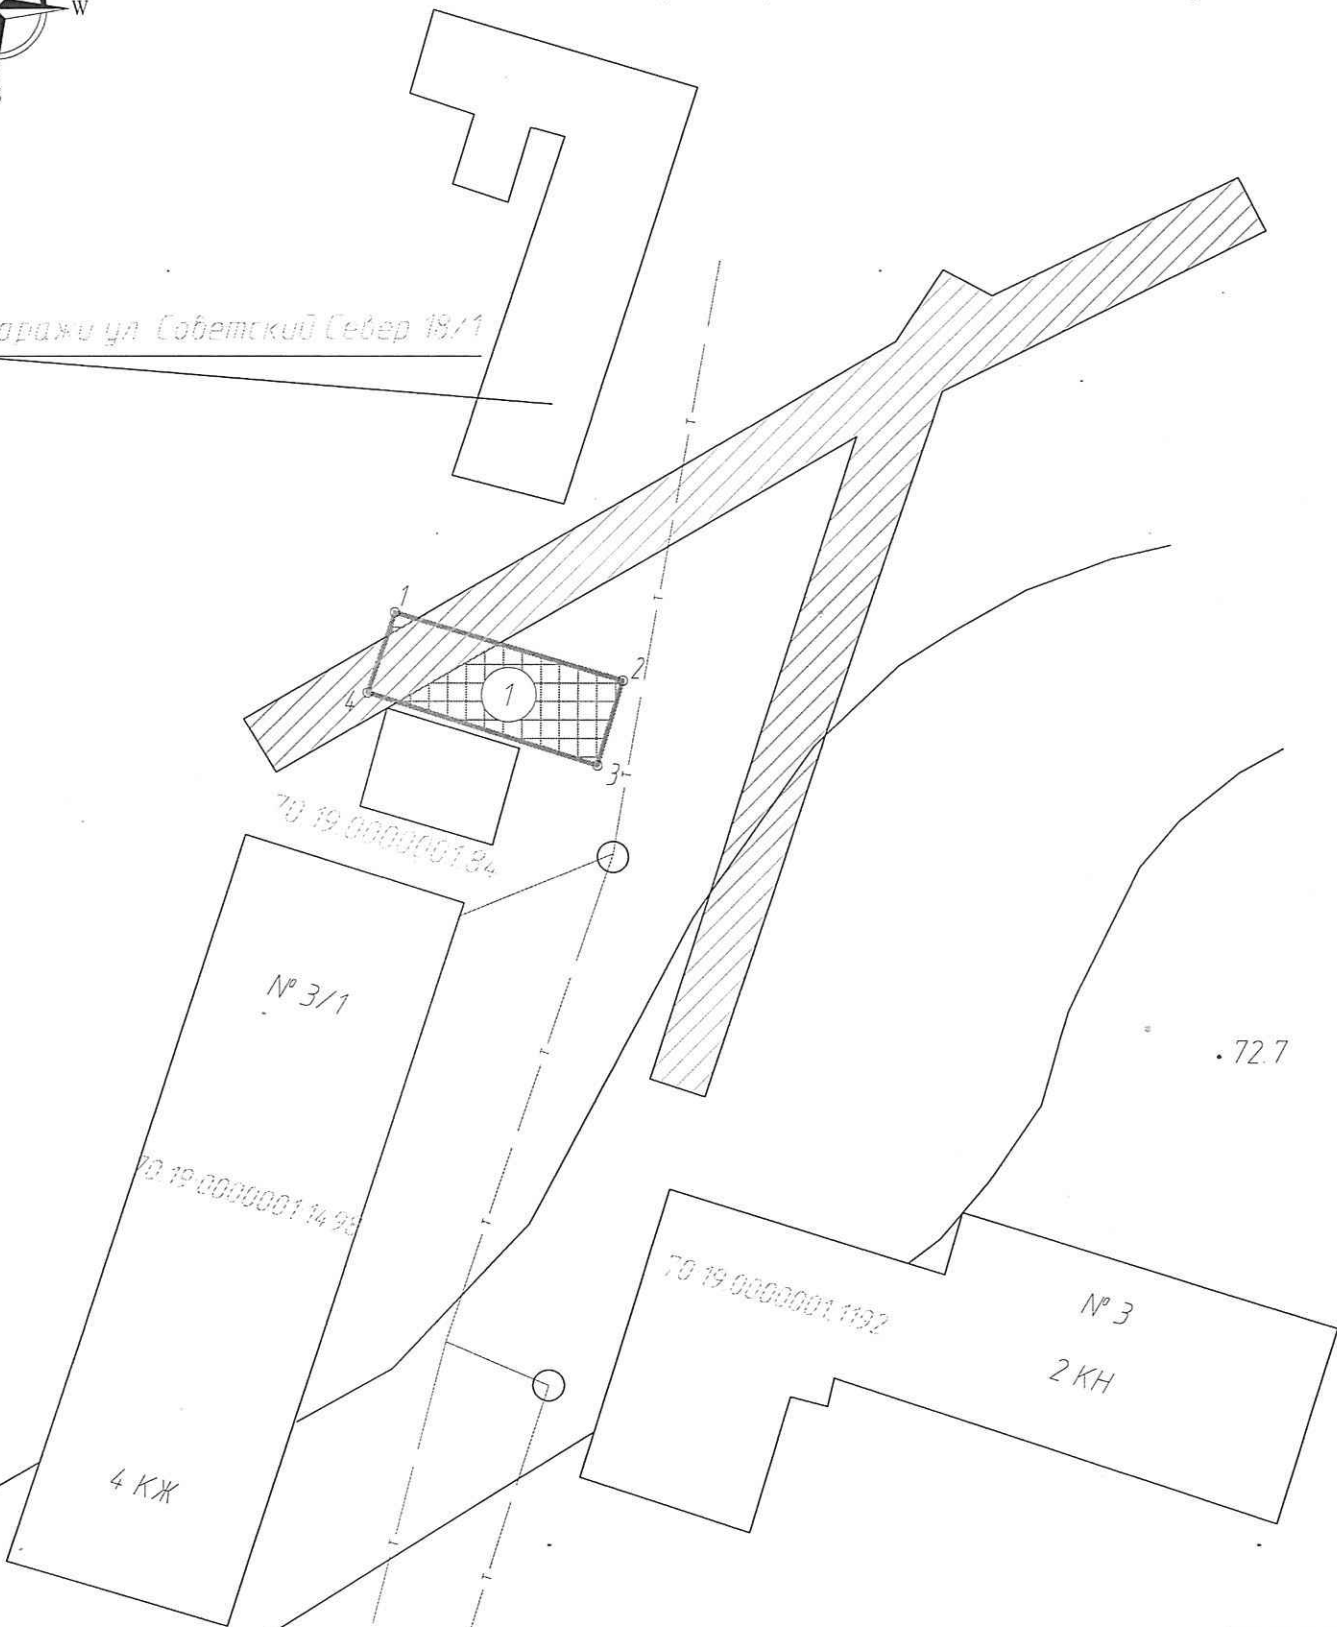 W
аражи ул Советский Север 18/1
1
2
1
4
3
70 19 0000001 84
№ 3/1
72.7
70 19 0000001 14 98
70 19 0000001 1192
№ 3
2 КН
4 КЖ
т
т
т
т
т
т
т